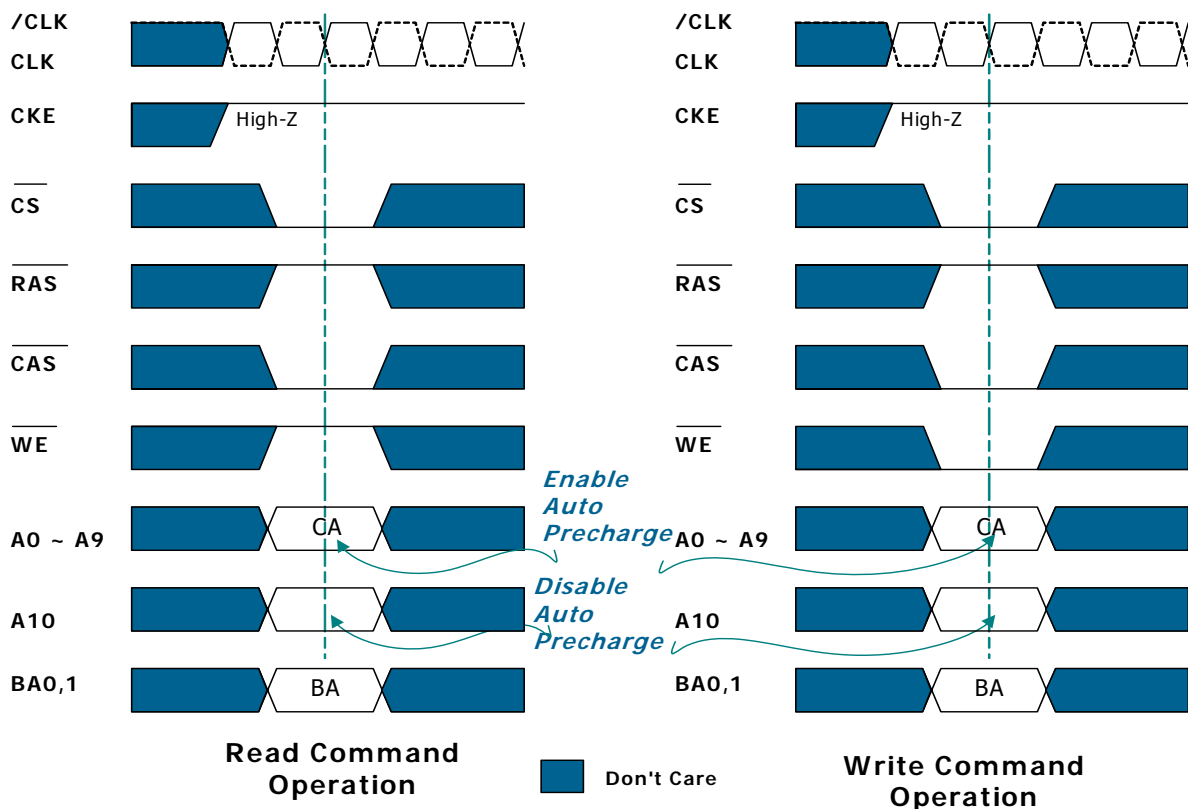 /CLK
CLK
CKE
High-Z
CS
RAS
CAS
WE
A0 ~ A9
CA
A10
BA0,1
BA
Read Command
Operation
Enable
Auto
Precharge
Disable
Auto
Precharge
Don't Care
/CLK
CLK
CKE
High-Z
CS
RAS
CAS
WE
A0 ~ A9
CA
A10
BA0,1
BA
Write Command
Operation